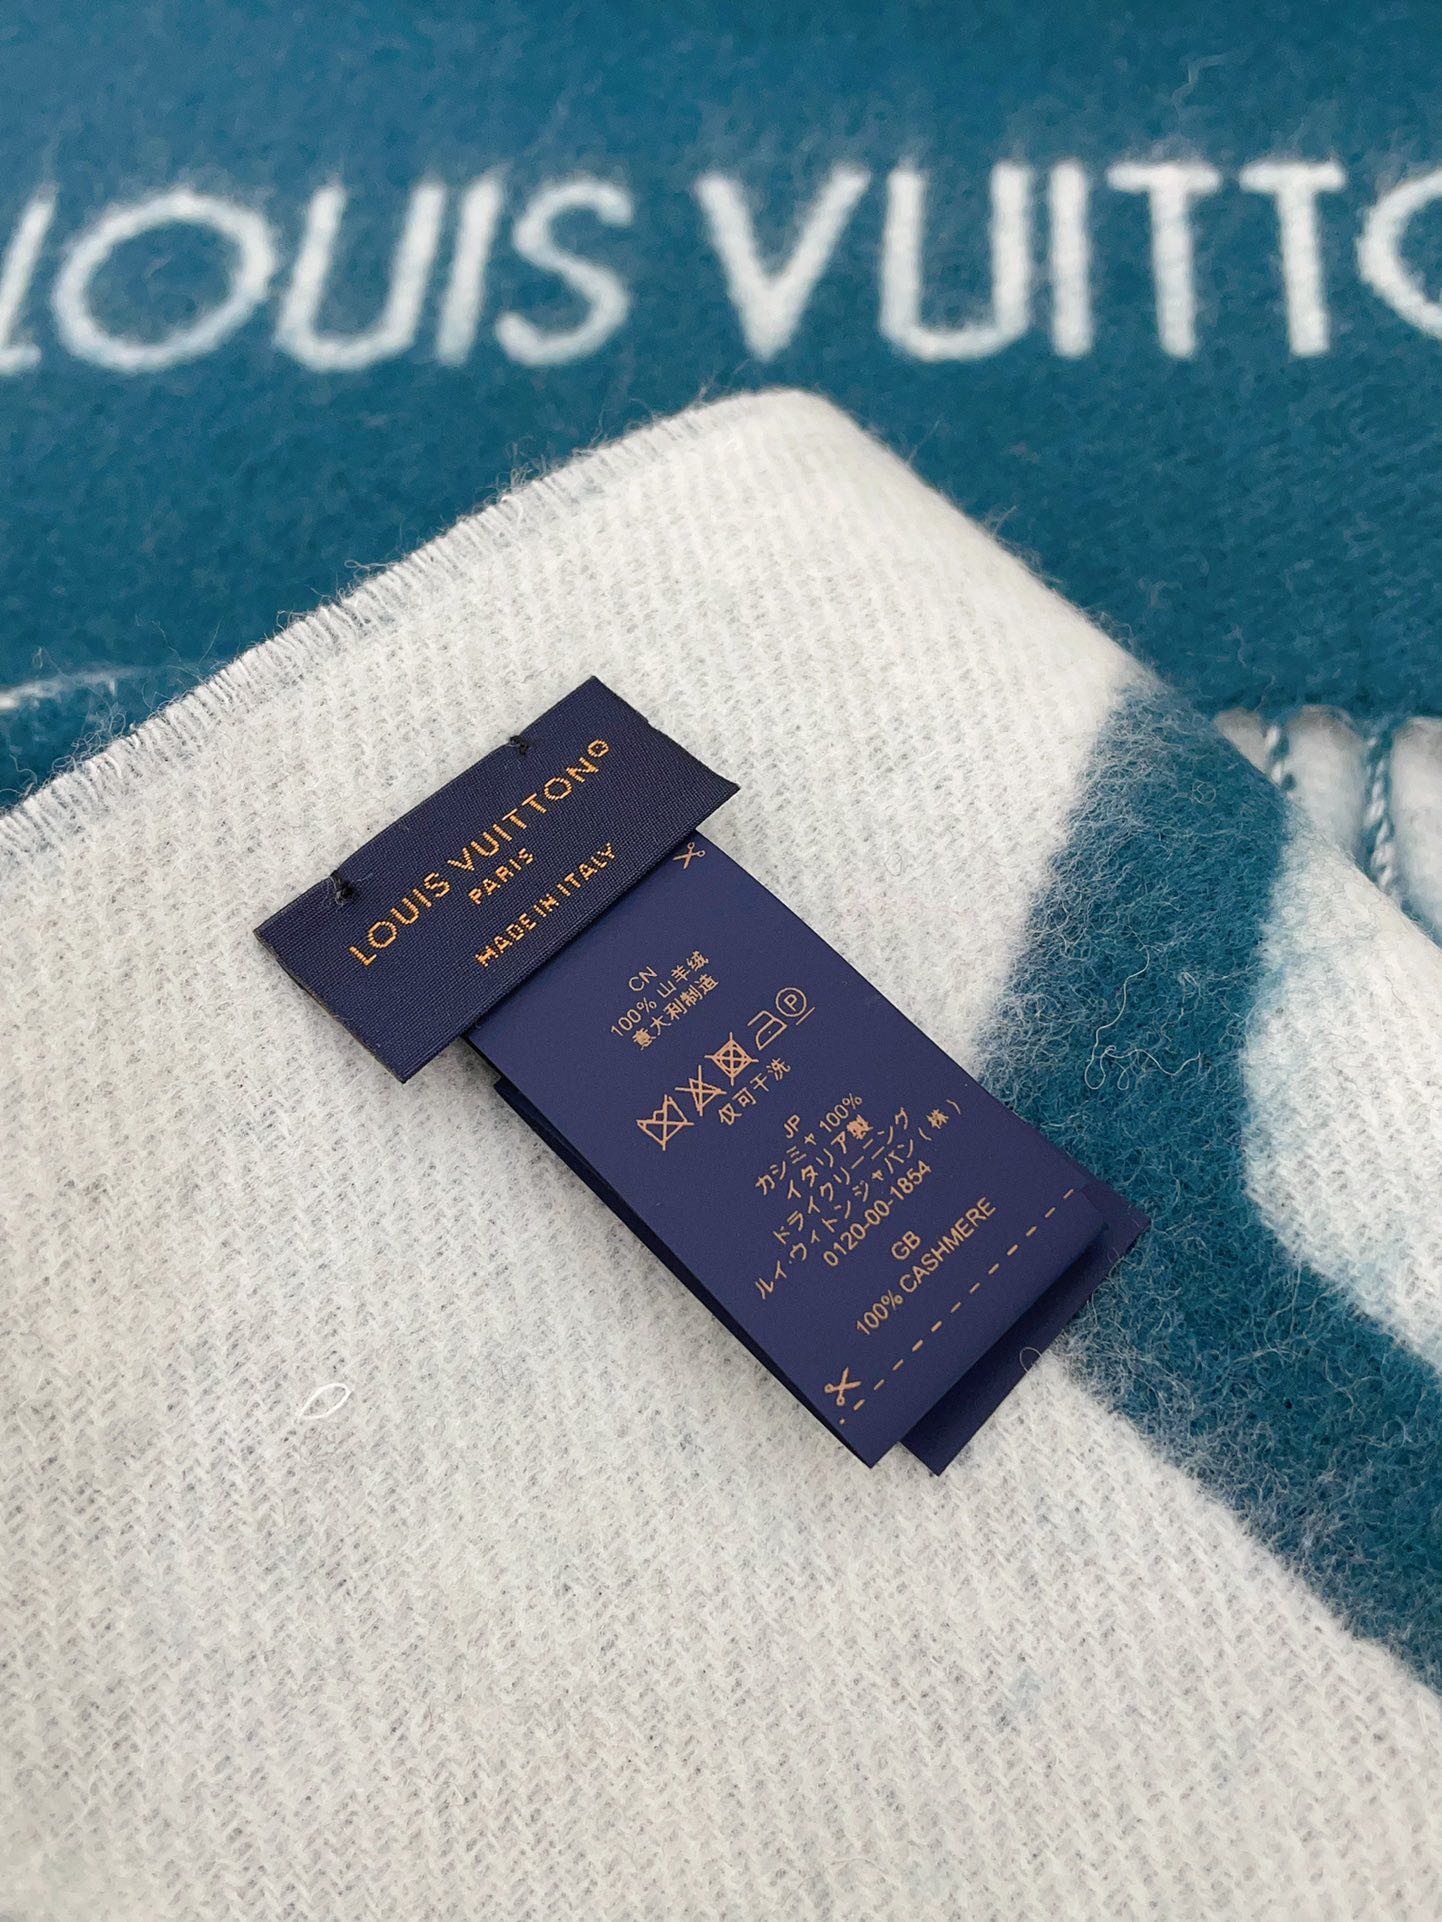 LOUIS VUITTO
LOUIS VUITTON®
PARIS
MADE IN ITALY
CN
100% 山羊绒
意大利制造
P
仅可干洗
JP
カシミヤ 100%
イタリア製
ドライクリーニング
ルイ·ヴィトンジャパン(株)
0120-00-1854
GB
100% CASHMERE